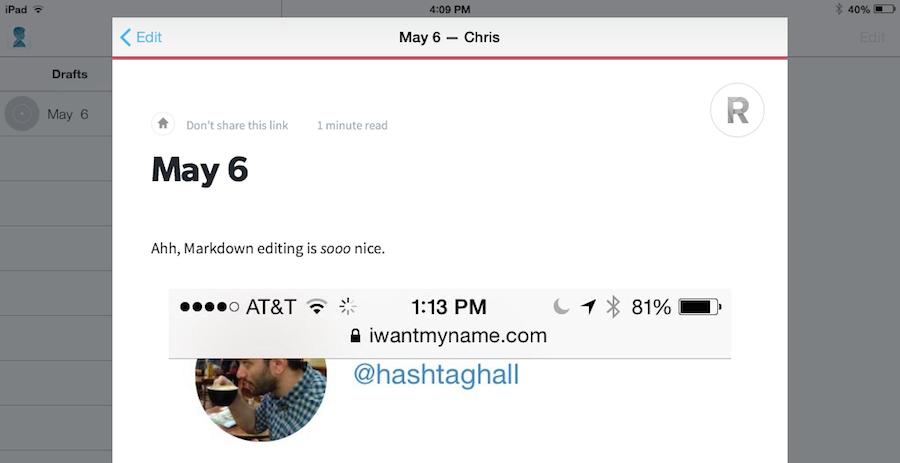 iPad 4:09 PM 40%
Edit May 6 — Chris Edit
Drafts
May 6
Don't share this link 1 minute read
R
May 6
Ahh, Markdown editing is sooo nice.
AT&T 1:13 PM 81%
iwantmyname.com
@hashtaghall